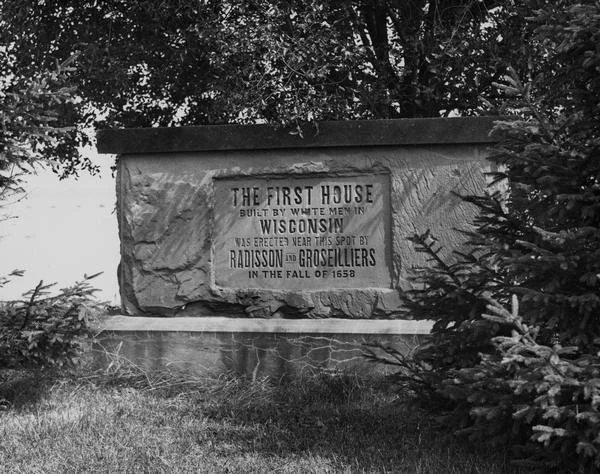 THE FIRST HOUSE
BUILT BY WHITE MEN IN
WISCONSIN
WAS ERECTED NEAR THIS SPOT BY
RADISSON AND GROSEILLIERS
IN THE FALL OF 1658